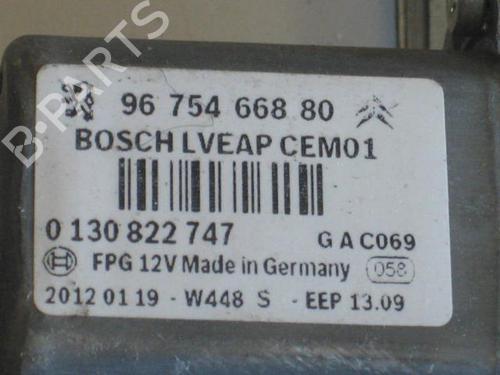 B-PARTS
96 754 668 80
BOSCH LVEAP CEM01
0 130 822 747
G A C069
FPG 12V Made in Germany 058
2012 01 19 - W448 S - EEP 13.09